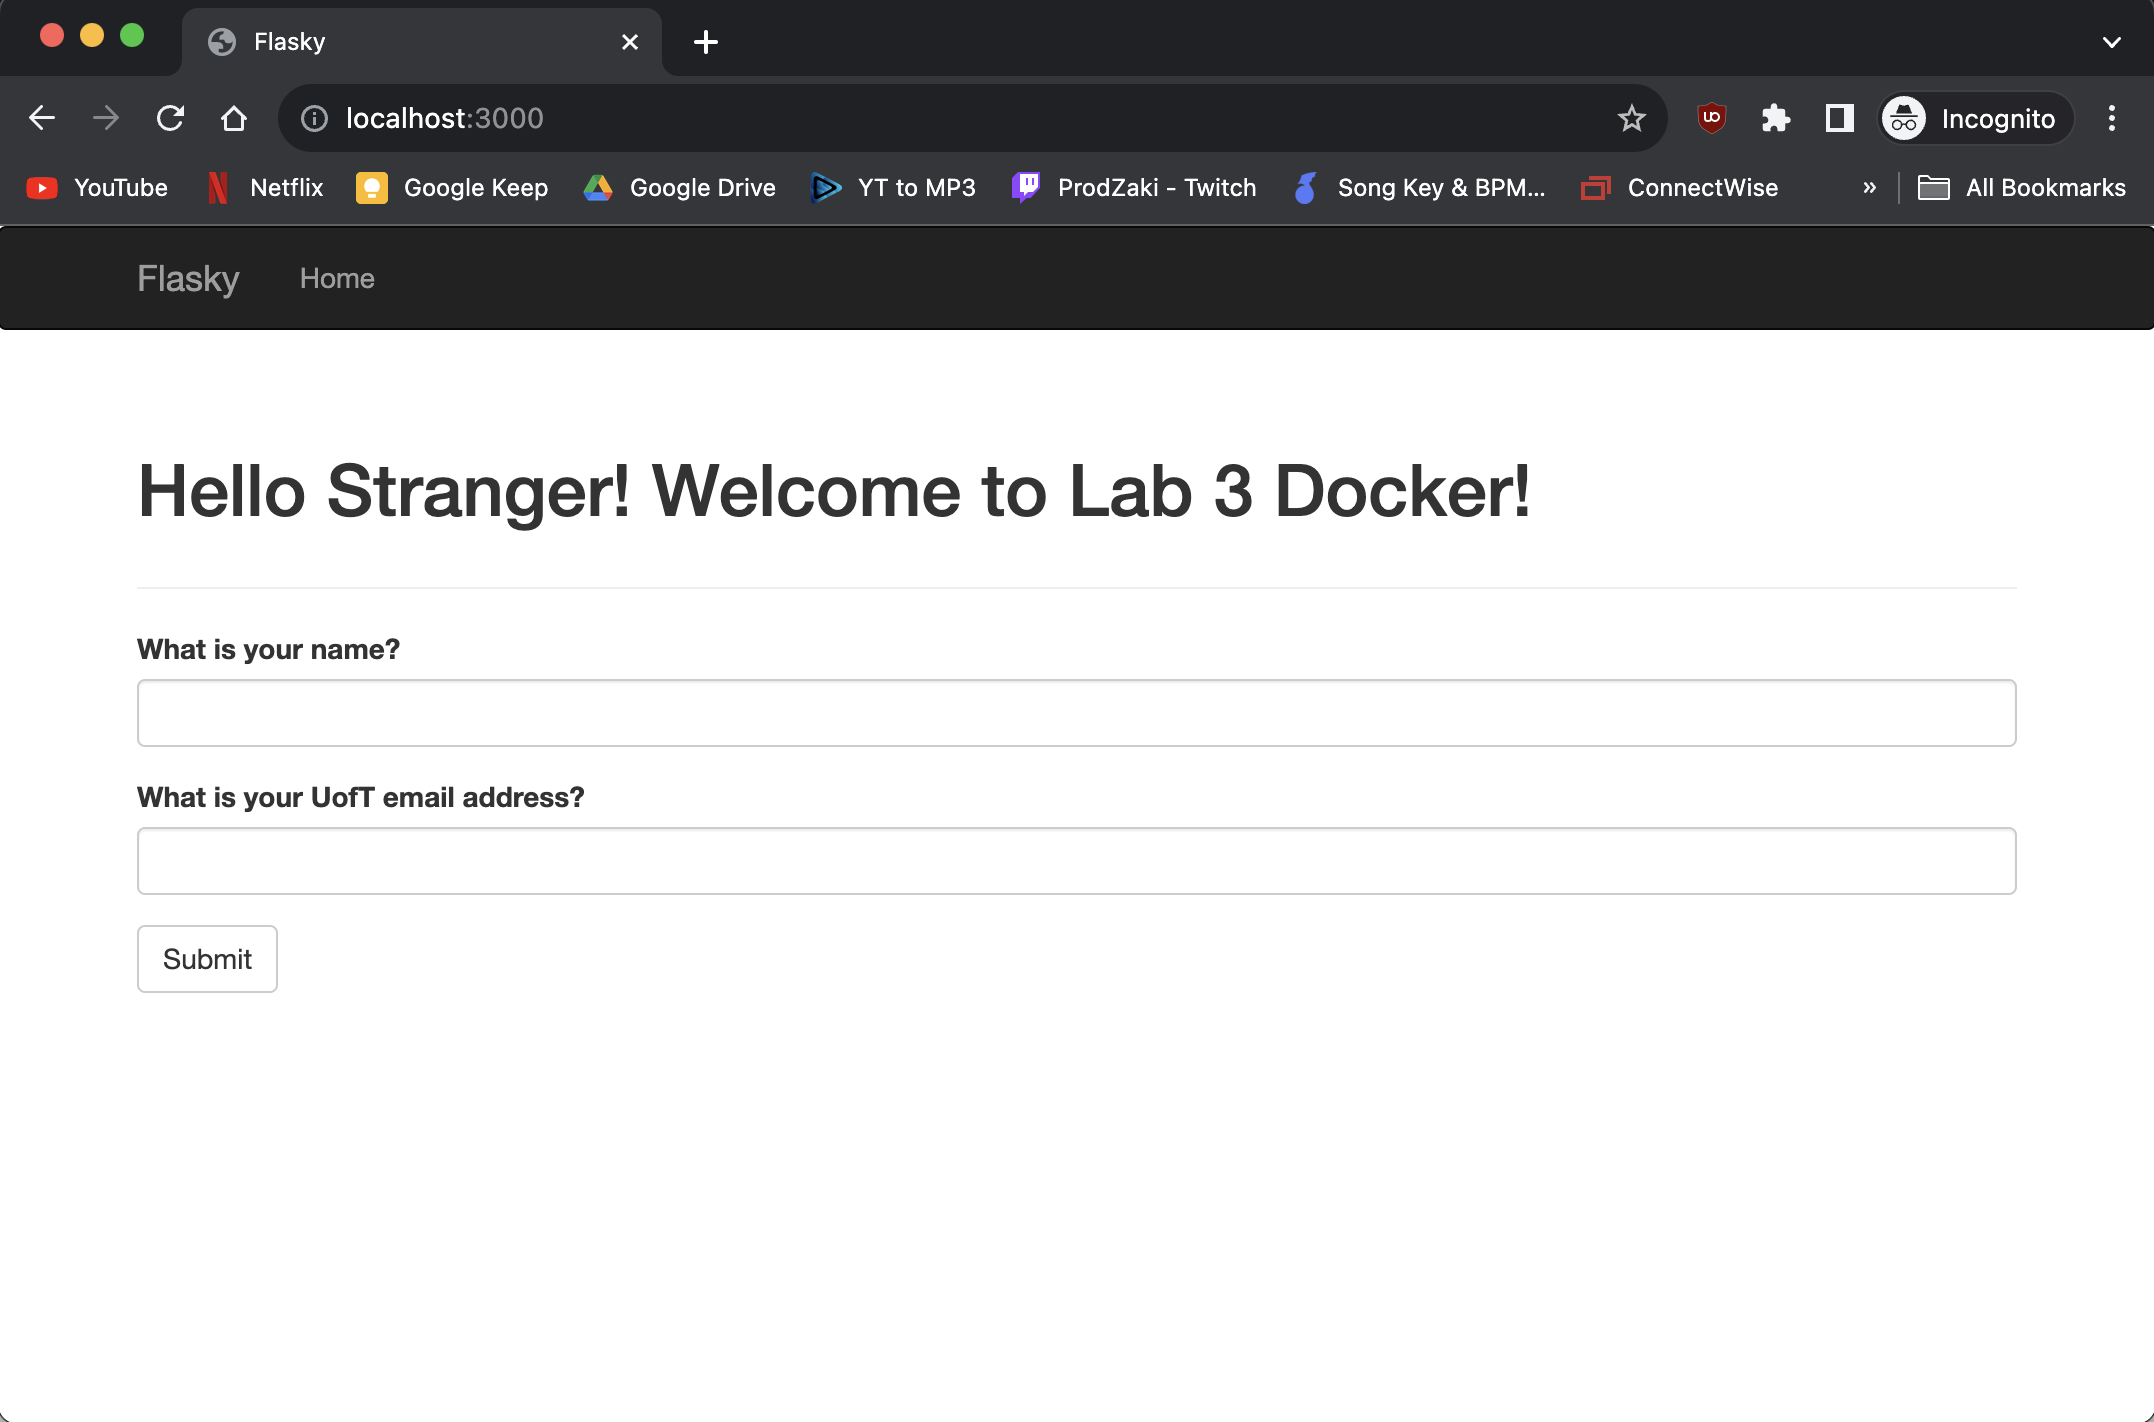 Flasky
localhost:3000
Incognito
YouTube Netflix Google Keep Google Drive YT to MP3 ProdZaki - Twitch Song Key & BPM... ConnectWise » All Bookmarks
Flasky Home
Hello Stranger! Welcome to Lab 3 Docker!
What is your name?
What is your UofT email address?
Submit